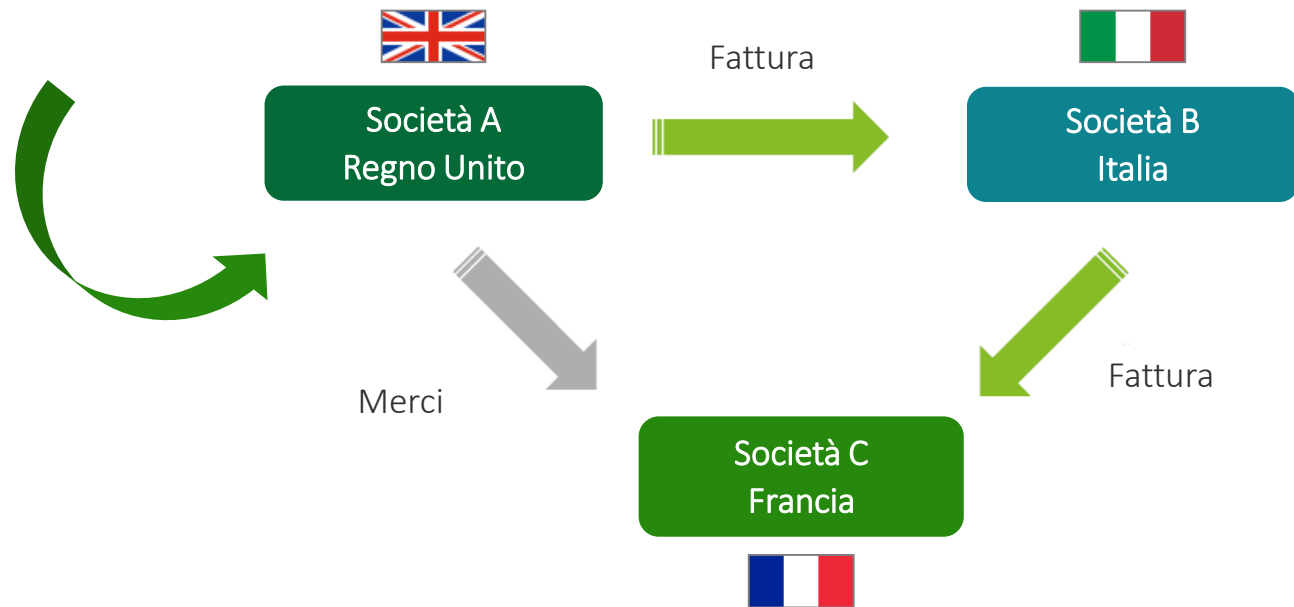 Fattura
Società A
Regno Unito
Società B
Italia
Merci
Fattura
Società C
Francia